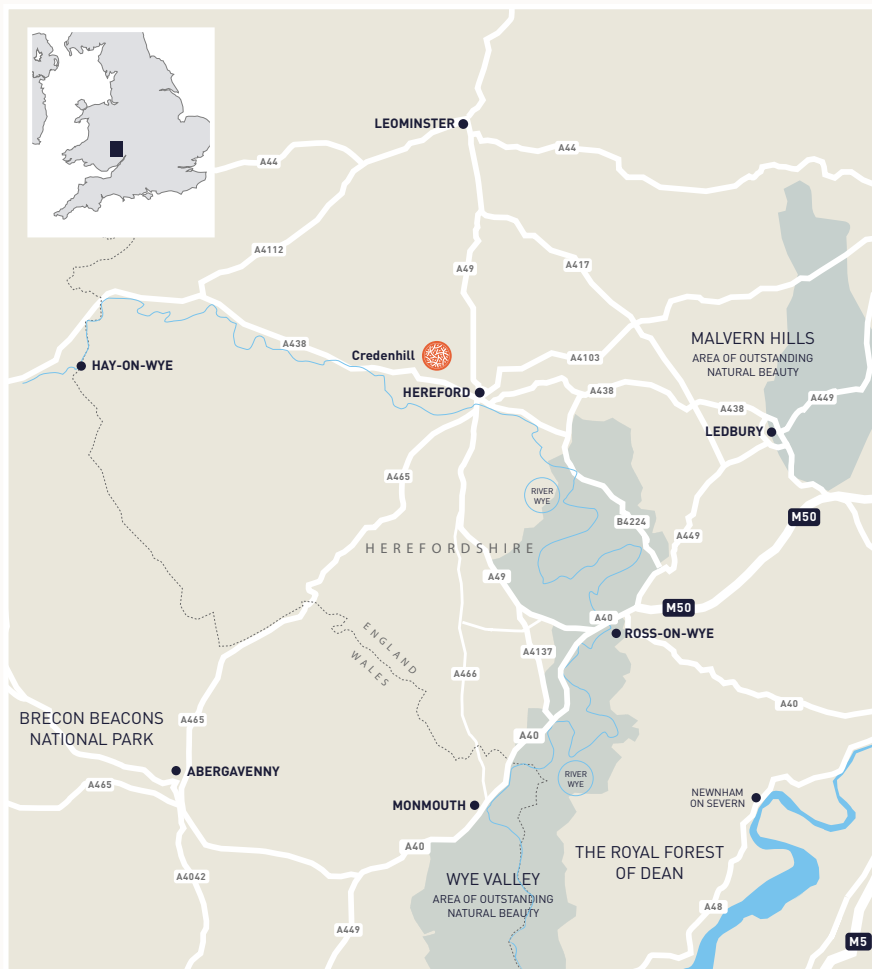 LEOMINSTER
A44
A44
A4112
A49
A417
A438
Credenhill
A4103
MALVERN HILLS
AREA OF OUTSTANDING
NATURAL BEAUTY
HAY-ON-WYE
HEREFORD
A438
A438
A449
LEDBURY
A465
RIVER
WYE
M50
B4224
HEREFORDSHIRE
A449
A49
M50
A40
ROSS-ON-WYE
ENGLAND
WALES
A4137
A466
A40
BRECON BEACONS
NATIONAL PARK
A465
A40
ABERGAVENNY
A465
RIVER
WYE
MONMOUTH
NEWNHAM
ON SEVERN
A40
THE ROYAL FOREST
OF DEAN
A4042
WYE VALLEY
AREA OF OUTSTANDING
NATURAL BEAUTY
A48
A449
M5